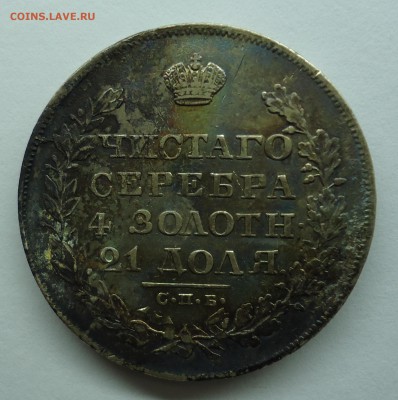 COINS.LAVE.RU
ЧИСТАГО
СЕРЕБРА
4 ЗОЛОТН
21 ДОЛЯ.
С.П.Б.